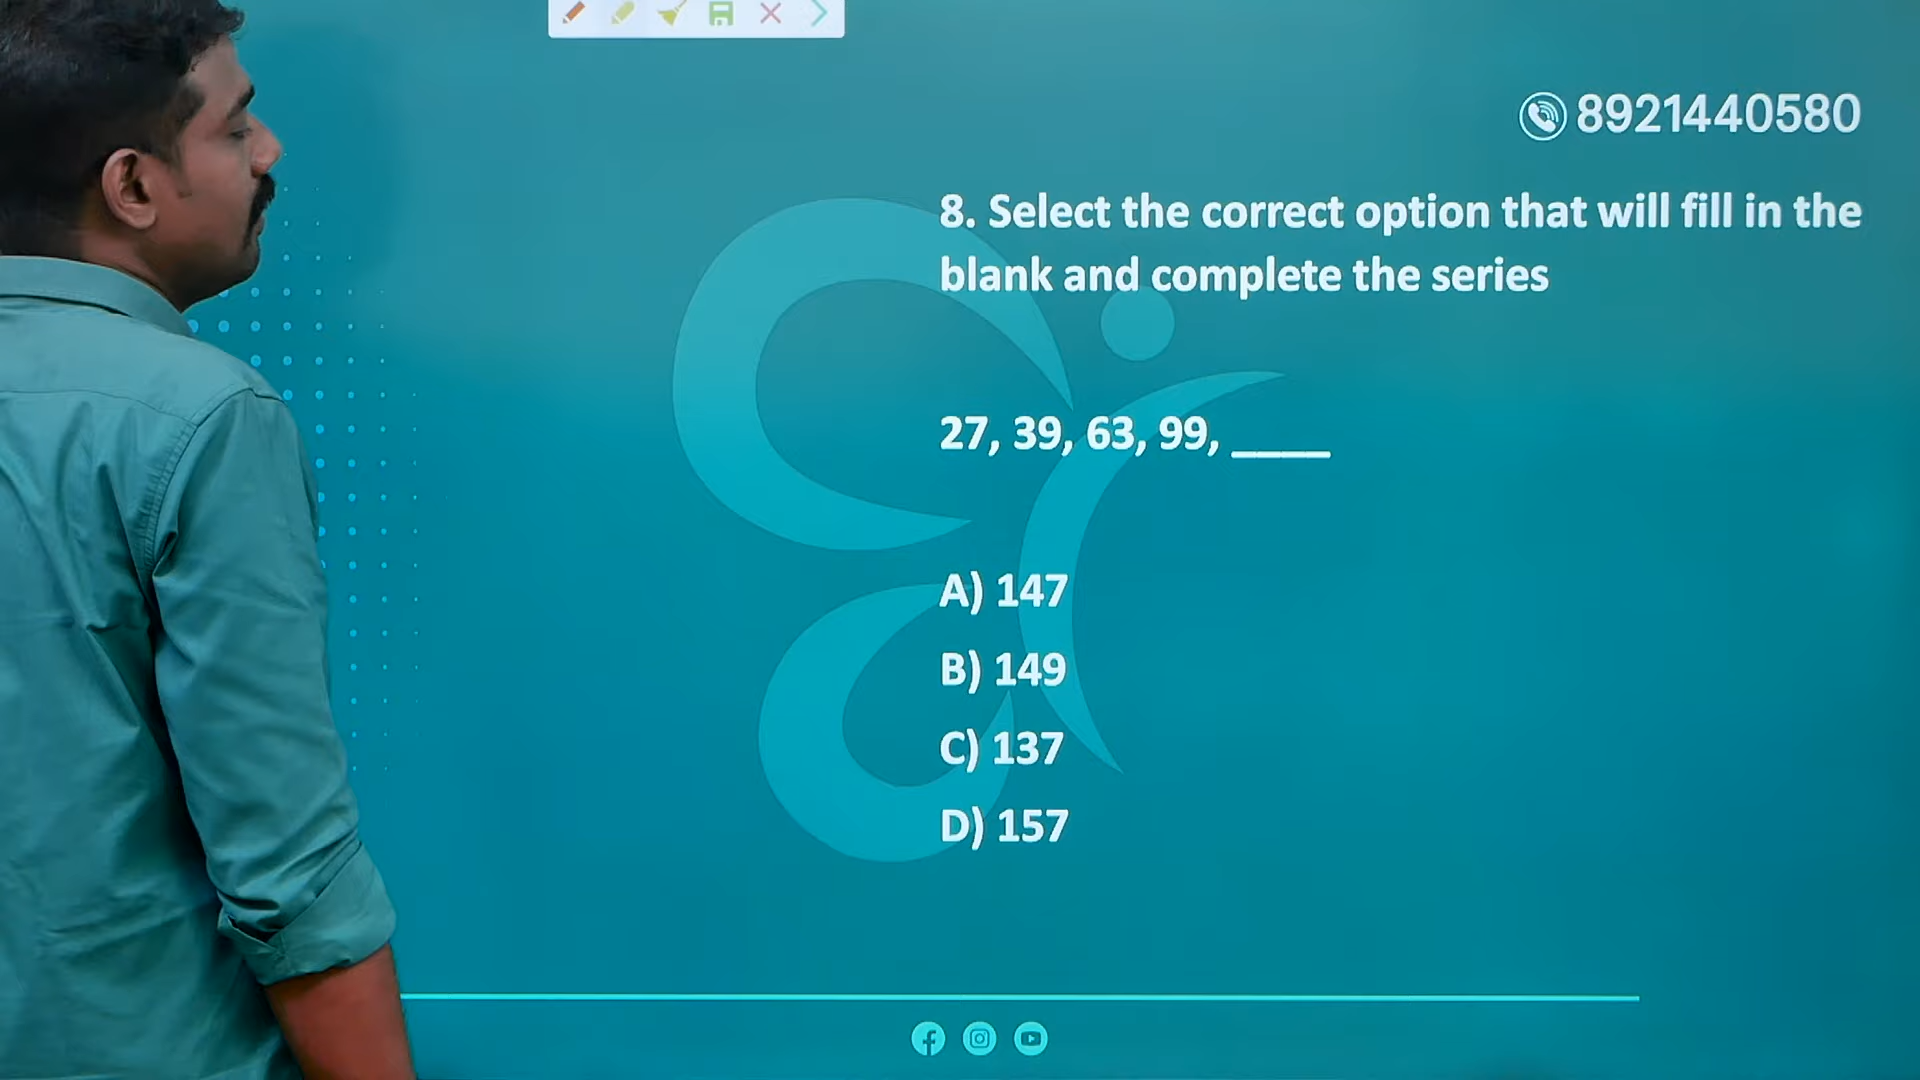 8921440580
8. Select the correct option that will fill in the
blank and complete the series
27, 39, 63, 99, ____
A) 147
B) 149
C) 137
D) 157